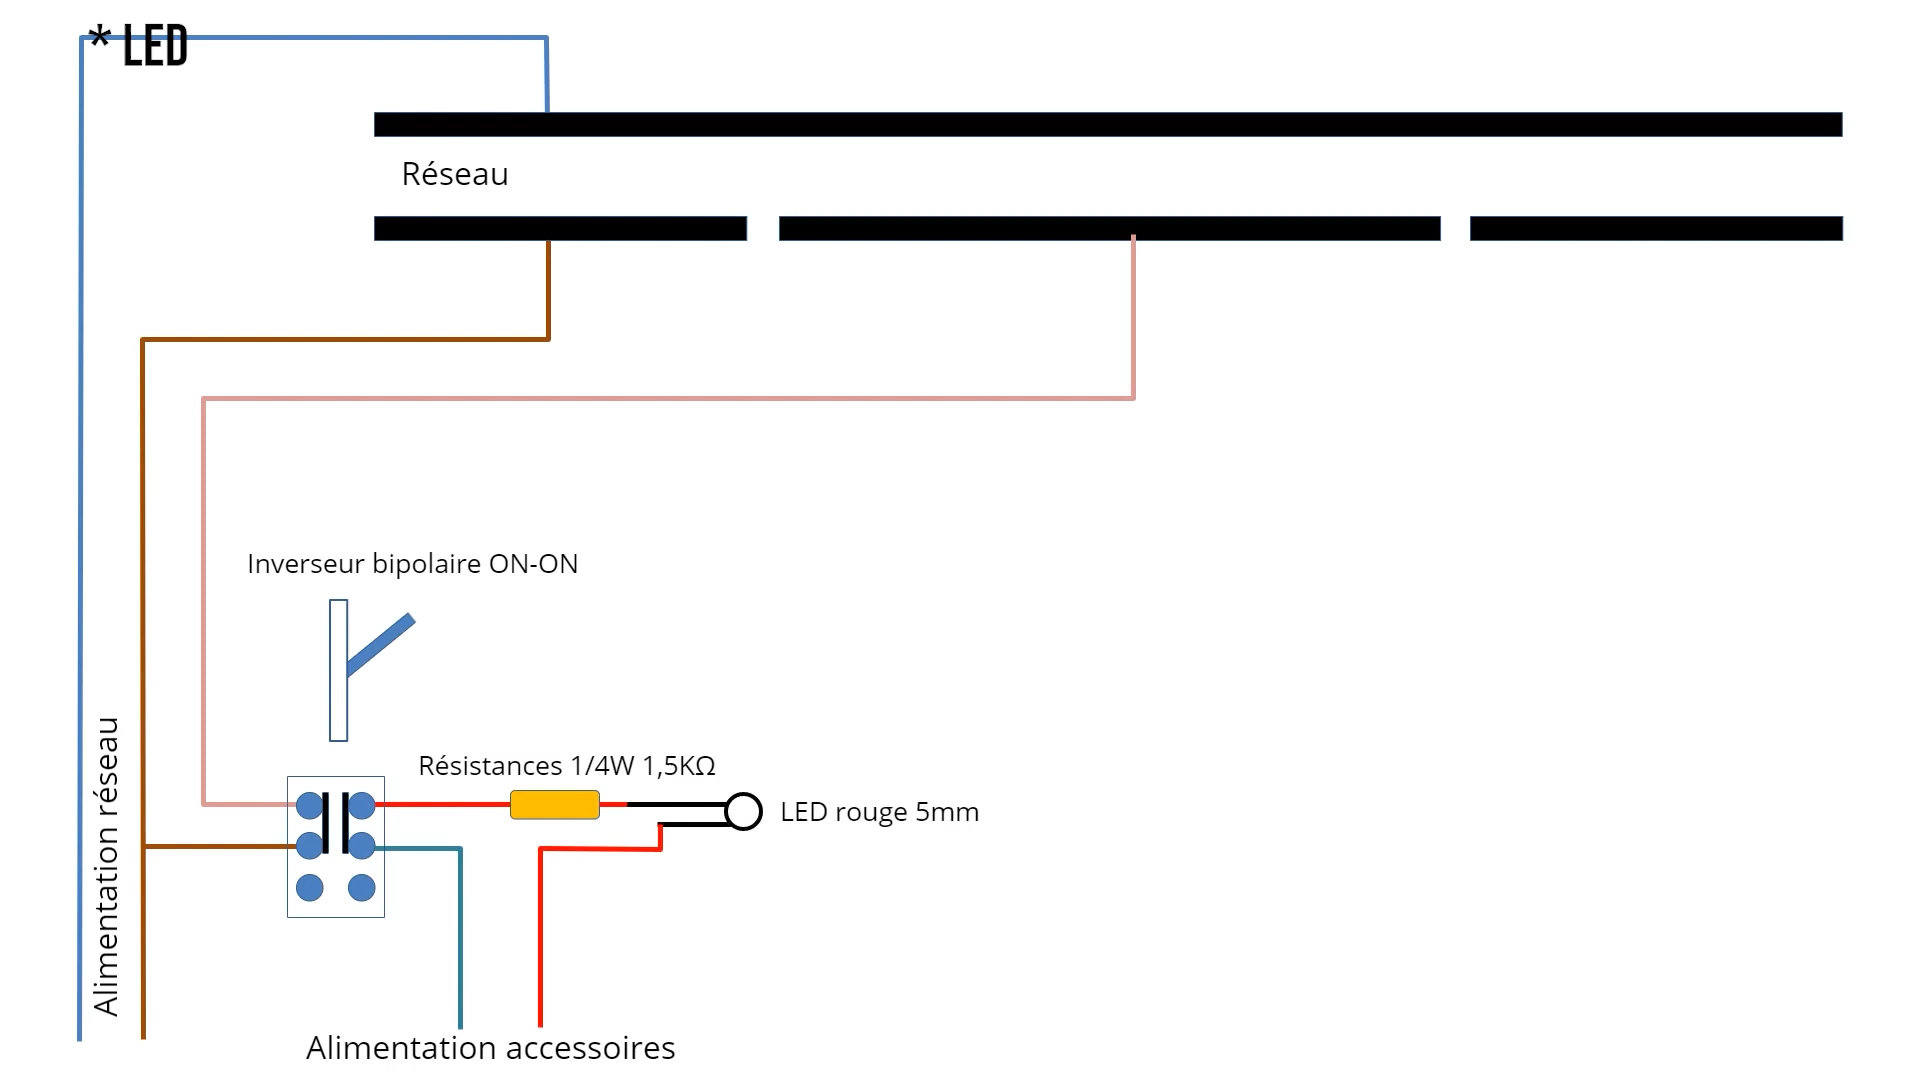 * LED
Réseau
Inverseur bipolaire ON-ON
Résistances 1/4W 1,5KΩ
LED rouge 5mm
Alimentation réseau
Alimentation accessoires